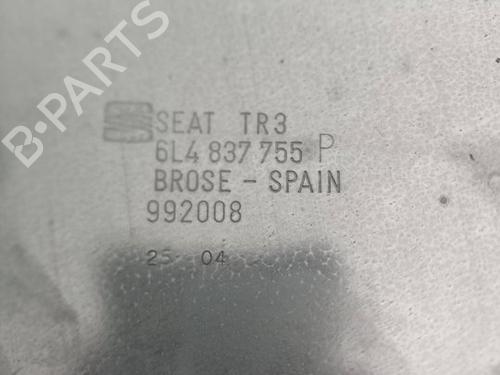 SEAT TR3
6L4 837 755 P
BROSE - SPAIN
992008
25 04
B-PARTS